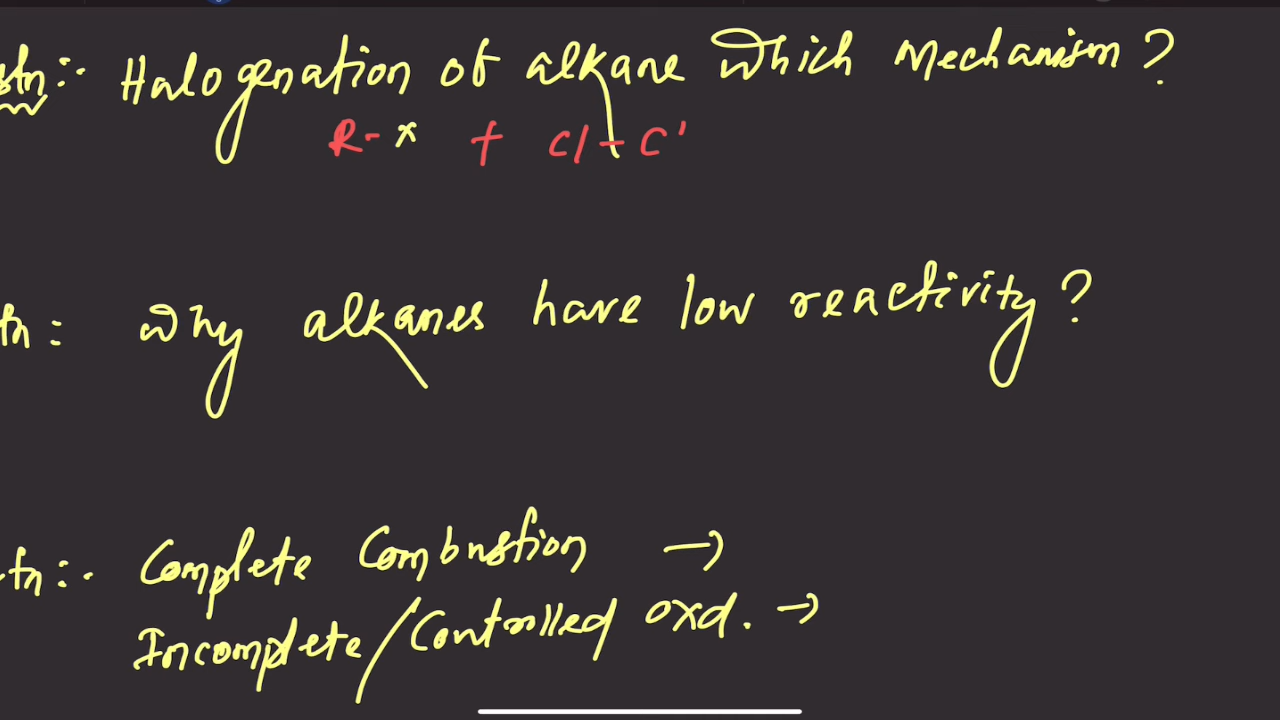 stn :- Halogenation of alkane which Mechanism ?
R-x + Cl-Cl
tn : why alkanes have low reactivity ?
tn :- Complete Combustion →
Incomplete/Controlled oxd. →